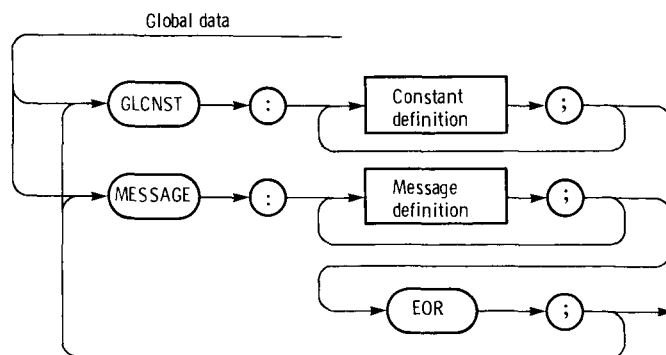 Global data
GLCNST : Constant definition ;
MESSAGE : Message definition ;
EOR ;